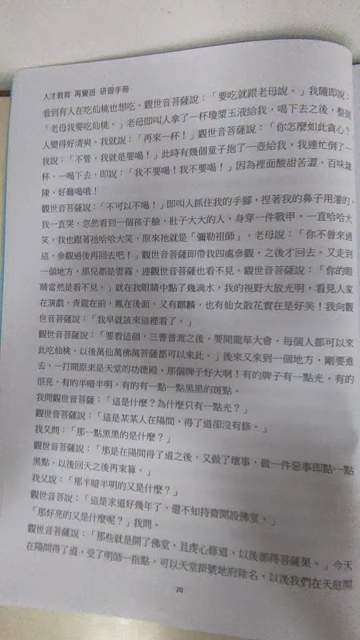 人才教育 再覺班 研習手冊
看到有人在吃仙桃也想吃。觀世音菩薩說：「要吃就跟老母說。」我隨即說：
「老母我要吃仙桃。」老母即叫人拿了一杯瓊漿玉液給我，喝下去之後，整個
人變得好清爽，我就說：「再來一杯！」觀世音菩薩說：「你怎麼如此貪心？」
我說：「不管，我就是要喝！」此時有幾個童子抱了一壺給我，我連忙倒了一
杯，一喝下去，即說：「我不要喝！我不要喝！」因為裡面酸甜苦澀，百味雜
陳，好難喝哦！
觀世音菩薩說：「不可以不喝！」即叫人抓住我的手腳，捏著我的鼻子用灌的，
我一直哭，忽然看到一個孩子臉、肚子大大的人，身穿一件戰甲，一直哈哈大
笑，我也跟著祂哈哈大笑，原來祂就是「彌勒祖師」。老母說：「你不曾來過
這，參觀過後再回去吧！」觀世音菩薩即帶我四處參觀，之後才回去。又走到
一個地方，那兒都是雲霧，連觀世音菩薩也看不見。觀世音菩薩說：「你的眼
睛當然是看不見。」就在我眼睛中點了幾滴水，我的視野大放光明，看見人家
在演戲，青龍在前，鳳在後面，又有麒麟，也有仙女散花實在是好美！我向觀
世音菩薩說：「我早就該來這裡看了。」
觀世音菩薩說：「要看這個，三曹普渡之後，要開龍華大會，每個人都可以來
此吃仙桃，以後萬仙萬佛萬菩薩都可以來此。」後來又來到一個地方，剛要進
去，一打開原來是天堂的功德殿，那個牌子好大啊！有的牌子有一點光，有的
很亮，有的半暗半明，有的有一點一點黑黑的斑點。
我問觀世音菩薩：「這是什麼？為什麼只有一點光？」
觀世音菩薩說：「這是某某人在陽間，得了道卻沒有修。」
我又問：「那一點黑黑的是什麼？」
觀世音菩薩說：「那是在陽間得了道之後，又做了壞事，做一件惡事即點一點
黑點，以後回天之後再來算。」
我又說：「那半暗半明的又是什麼？」
觀世音菩說：「這是求道好幾年了，還不知持齋開設佛堂。」
「那好亮的又是什麼呢？」我問。
觀世音菩薩說：「那些就是開了佛堂，且虔心修道，以後都得菩薩果。」今天
在陽間得了道，受了明師一指點，可以天堂掛號地府除名，以後我們在天庭開
20